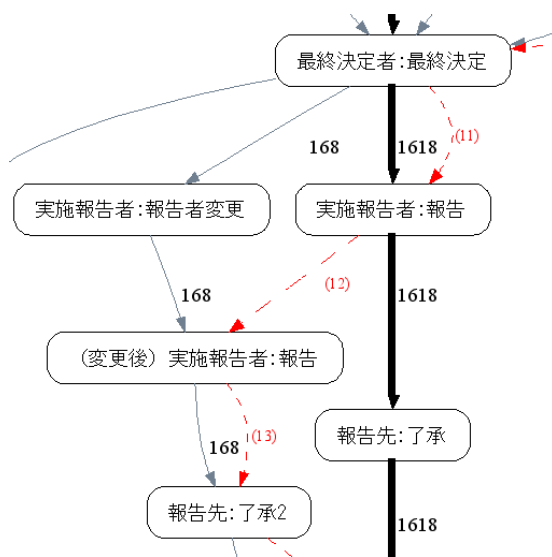 最終決定者:最終決定
168
1618
(11)
実施報告者:報告者変更
実施報告者:報告
168
(12)
1618
（変更後）実施報告者:報告
報告先:了承
168
(13)
報告先:了承2
1618